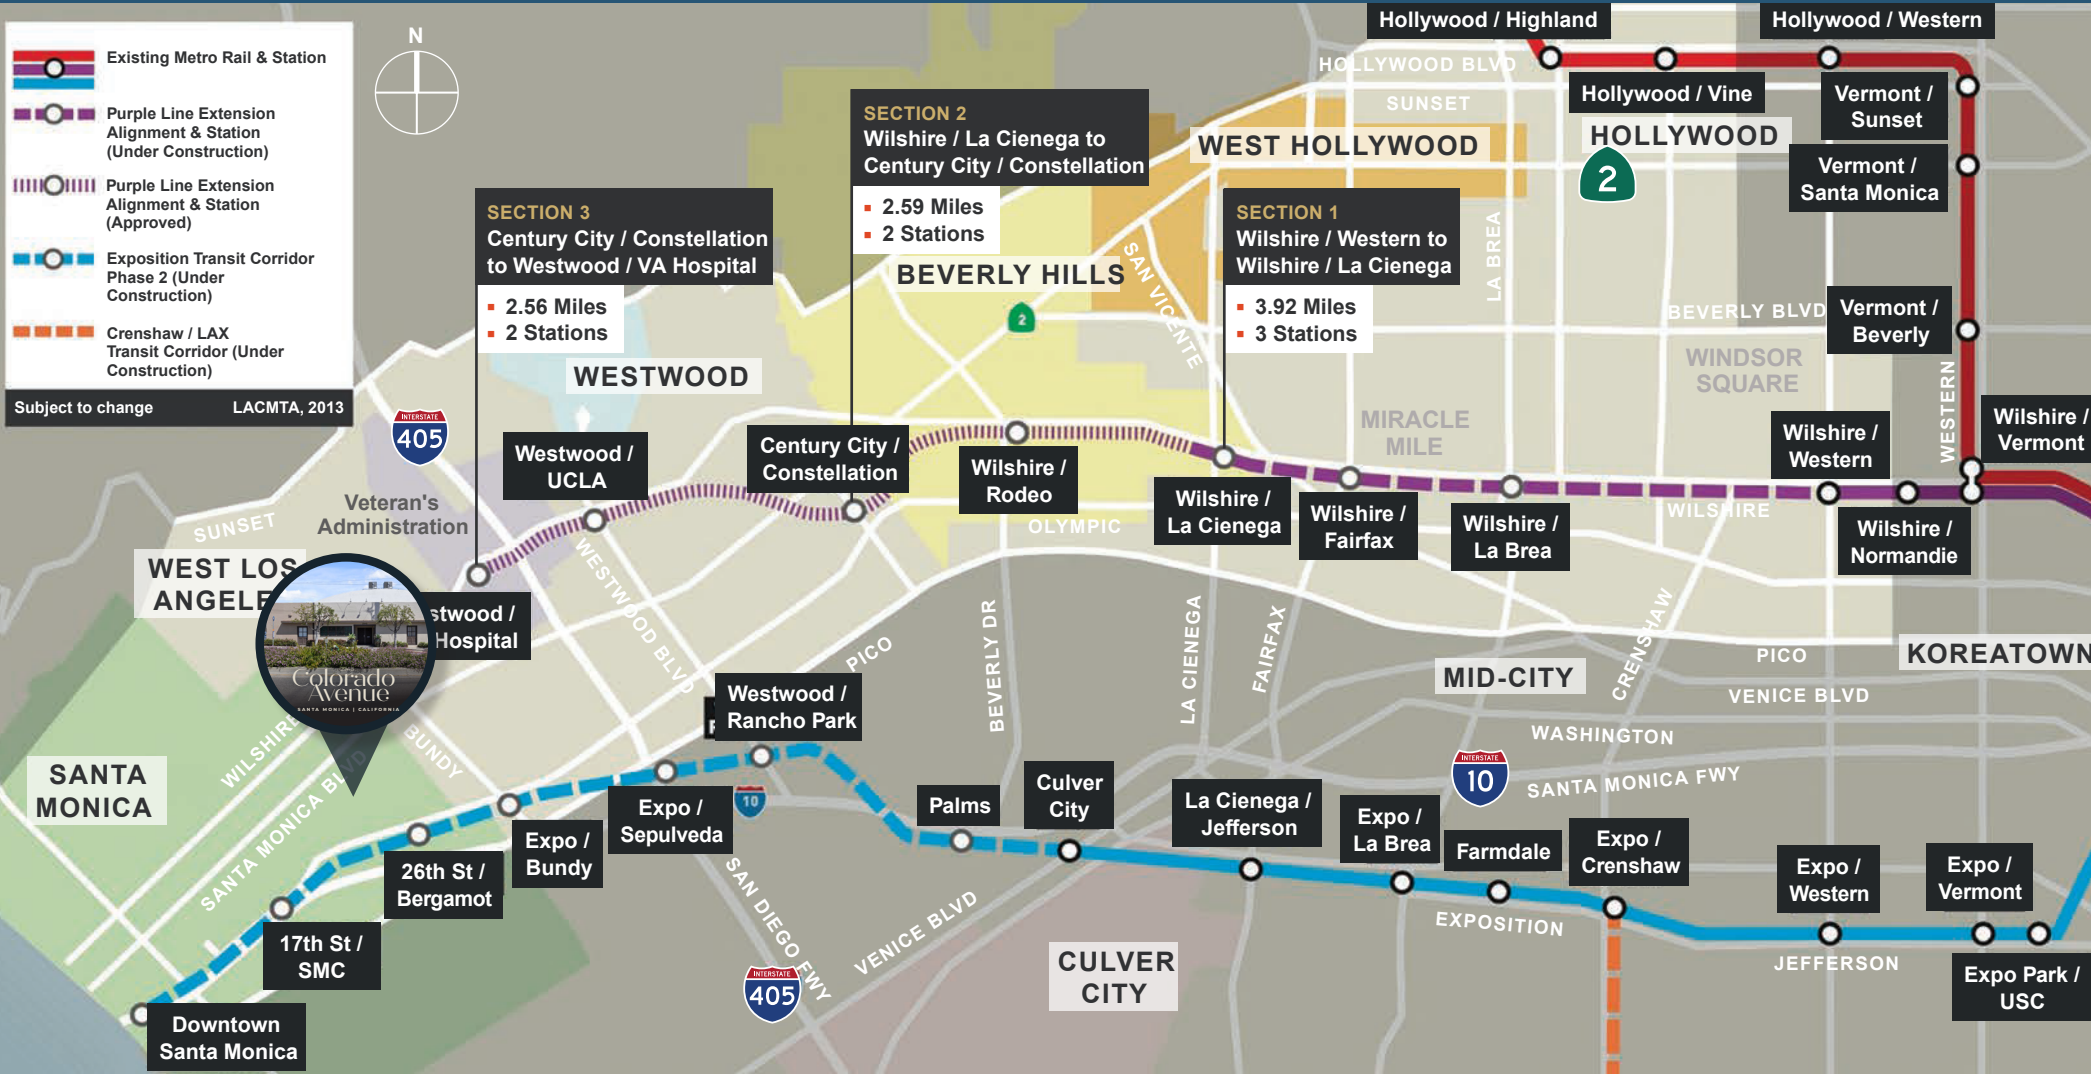 Existing Metro Rail & Station
Purple Line Extension
Alignment & Station
(Under Construction)
Purple Line Extension
Alignment & Station
(Approved)
Exposition Transit Corridor
Phase 2 (Under
Construction)
Crenshaw / LAX
Transit Corridor (Under
Construction)
Subject to change
LACMTA, 2013
N
SECTION 3
Century City / Constellation
to Westwood / VA Hospital
▪ 2.56 Miles
▪ 2 Stations
SECTION 2
Wilshire / La Cienega to
Century City / Constellation
▪ 2.59 Miles
▪ 2 Stations
SECTION 1
Wilshire / Western to
Wilshire / La Cienega
▪ 3.92 Miles
▪ 3 Stations
Hollywood / Highland
Hollywood / Western
HOLLYWOOD BLVD
SUNSET
Hollywood / Vine
Vermont /
Sunset
WEST HOLLYWOOD
HOLLYWOOD
2
Vermont /
Santa Monica
BEVERLY HILLS
2
SAN VICENTE
LA BREA
BEVERLY BLVD
Vermont /
Beverly
WINDSOR
SQUARE
WESTERN
WESTWOOD
MIRACLE
MILE
INTERSTATE
405
Westwood /
UCLA
Century City /
Constellation
Wilshire /
Rodeo
Wilshire /
La Cienega
Wilshire /
Fairfax
Wilshire /
La Brea
Wilshire /
Western
Wilshire /
Normandie
Wilshire /
Vermont
WILSHIRE
OLYMPIC
Veteran's
Administration
SUNSET
WEST LOS
ANGELE
stwood /
Hospital
Colorado
Avenue
SANTA MONICA | CALIFORNIA
WESTWOOD BLVD
PICO
BEVERLY DR
LA CIENEGA
FAIRFAX
CRENSHAW
MID-CITY
PICO
KOREATOWN
VENICE BLVD
WASHINGTON
INTERSTATE
10
SANTA MONICA FWY
SANTA
MONICA
WILSHIRE
SANTA MONICA BLVD
BUNDY
Westwood /
Rancho Park
10
Expo /
Sepulveda
Expo /
Bundy
26th St /
Bergamot
17th St /
SMC
Downtown
Santa Monica
Palms
Culver
City
La Cienega /
Jefferson
Expo /
La Brea
Farmdale
Expo /
Crenshaw
Expo /
Western
Expo /
Vermont
Expo Park /
USC
EXPOSITION
JEFFERSON
SAN DIEGO FWY
VENICE BLVD
INTERSTATE
405
CULVER
CITY